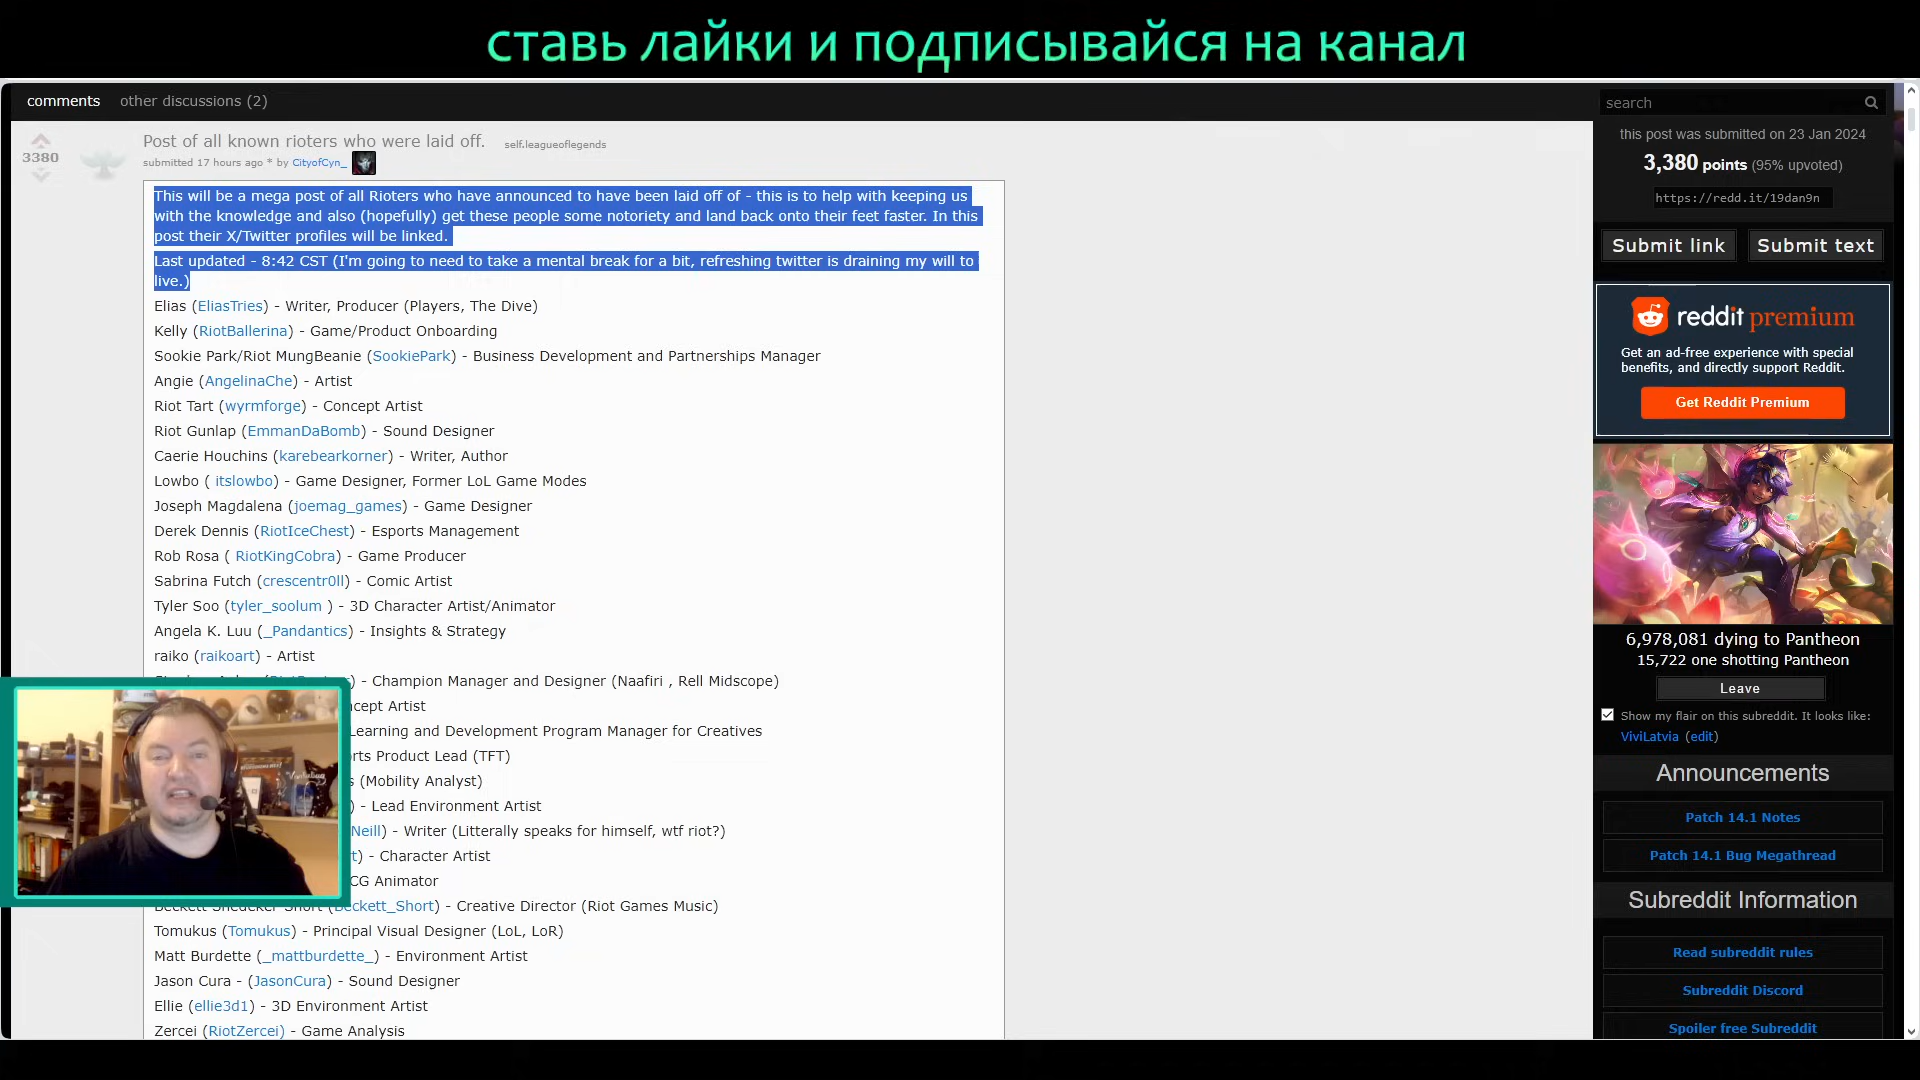 ставь лайки и подписывайся на канал
comments other discussions (2)
search
3380
Post of all known rioters who were laid off. self.leagueoflegends
submitted 17 hours ago * by CityofCyn_
This will be a mega post of all Rioters who have announced to have been laid off of - this is to help with keeping us
with the knowledge and also (hopefully) get these people some notoriety and land back onto their feet faster. In this
post their X/Twitter profiles will be linked.
Last updated - 8:42 CST (I'm going to need to take a mental break for a bit, refreshing twitter is draining my will to
live.)
Elias (EliasTries) - Writer, Producer (Players, The Dive)
Kelly (RiotBallerina) - Game/Product Onboarding
Sookie Park/Riot MungBeanie (SookiePark) - Business Development and Partnerships Manager
Angie (AngelinaChe) - Artist
Riot Tart (wyrmforge) - Concept Artist
Riot Gunlap (EmmanDaBomb) - Sound Designer
Caerie Houchins (karebearkorner) - Writer, Author
Lowbo ( itslowbo) - Game Designer, Former LoL Game Modes
Joseph Magdalena (joemag_games) - Game Designer
Derek Dennis (RiotIceChest) - Esports Management
Rob Rosa ( RiotKingCobra) - Game Producer
Sabrina Futch (crescentr0ll) - Comic Artist
Tyler Soo (tyler_soolum ) - 3D Character Artist/Animator
Angela K. Luu (_Pandantics) - Insights & Strategy
raiko (raikoart) - Artist
- Champion Manager and Designer (Naafiri , Rell Midscope)
ncept Artist
Learning and Development Program Manager for Creatives
orts Product Lead (TFT)
s (Mobility Analyst)
) - Lead Environment Artist
Neill) - Writer (Litterally speaks for himself, wtf riot?)
t) - Character Artist
CG Animator
Beckett_Short) - Creative Director (Riot Games Music)
Tomukus (Tomukus) - Principal Visual Designer (LoL, LoR)
Matt Burdette (_mattburdette_) - Environment Artist
Jason Cura - (JasonCura) - Sound Designer
Ellie (ellie3d1) - 3D Environment Artist
Zercei (RiotZercei) - Game Analysis
this post was submitted on 23 Jan 2024
3,380 points (95% upvoted)
https://redd.it/19dan9n
Submit link Submit text
reddit premium
Get an ad-free experience with special
benefits, and directly support Reddit.
Get Reddit Premium
6,978,081 dying to Pantheon
15,722 one shotting Pantheon
Leave
Show my flair on this subreddit. It looks like:
ViviLatvia (edit)
Announcements
Patch 14.1 Notes
Patch 14.1 Bug Megathread
Subreddit Information
Read subreddit rules
Subreddit Discord
Spoiler free Subreddit